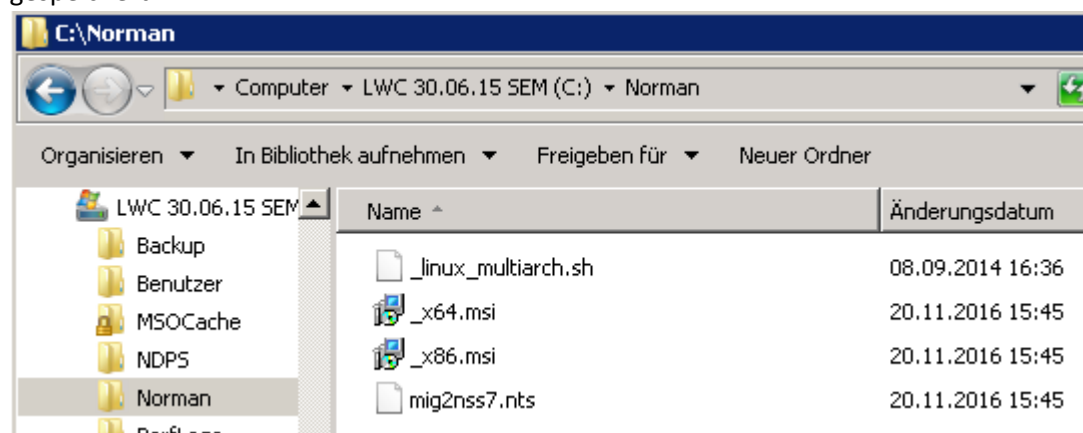 C:\Norman
Computer LWC 30.06.15 SEM (C:) Norman
Organisieren In Bibliothek aufnehmen Freigeben für Neuer Ordner
LWC 30.06.15 SEM
Backup
Benutzer
MSOCache
NDPS
Norman
Name Änderungsdatum
_linux_multiarch.sh 08.09.2014 16:36
_x64.msi 20.11.2016 15:45
_x86.msi 20.11.2016 15:45
mig2nss7.nts 20.11.2016 15:45